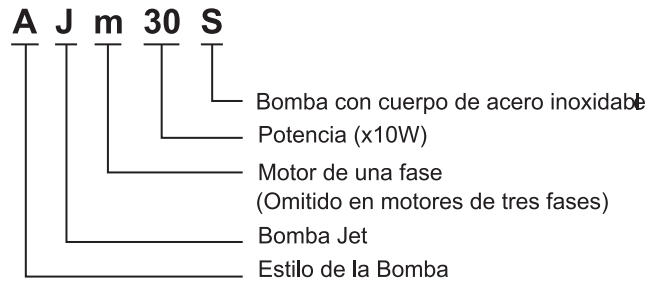 A J m 30 S
Bomba con cuerpo de acero inoxidable
Potencia (x10W)
Motor de una fase
(Omitido en motores de tres fases)
Bomba Jet
Estilo de la Bomba